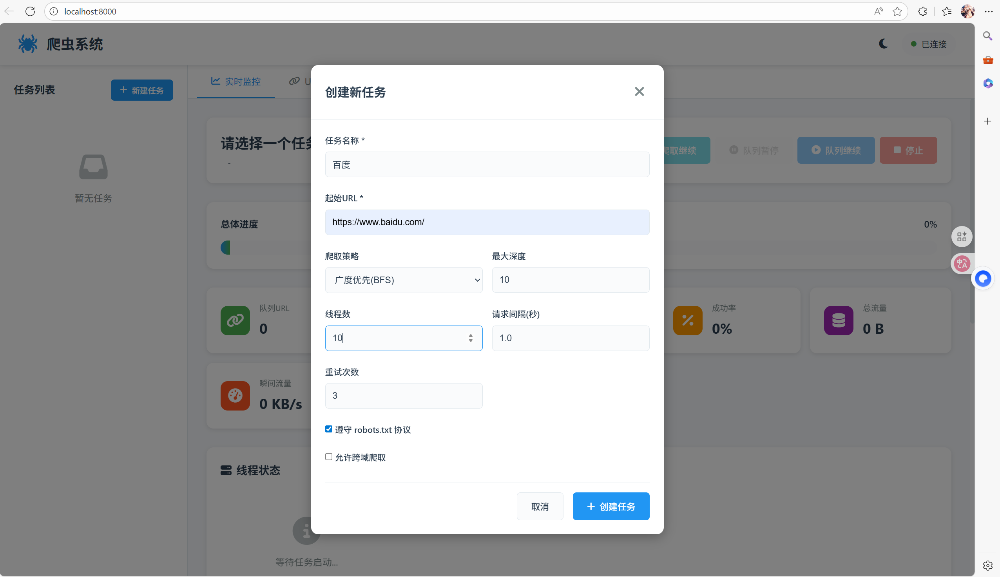 localhost:8000
爬虫系统
已连接
任务列表
新建任务
实时监控
U
暂无任务
请选择一个任务
-
爬取继续
队列暂停
队列继续
停止
总体进度
0%
队列URL
0
成功率
0%
总流量
0 B
瞬间流量
0 KB/s
线程状态
等待任务启动...
创建新任务
任务名称 *
百度
起始URL *
https://www.baidu.com/
爬取策略
最大深度
广度优先(BFS)
10
线程数
请求间隔(秒)
10
1.0
重试次数
3
遵守 robots.txt 协议
允许跨域爬取
取消
创建任务